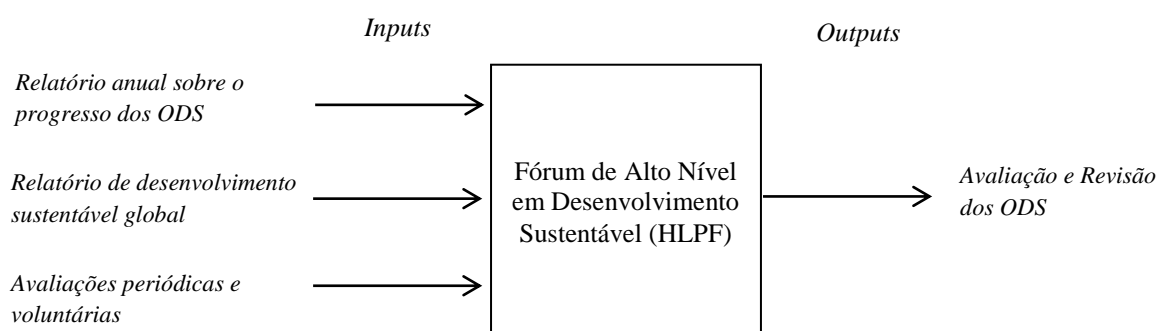 Inputs
Outputs
Relatório anual sobre o
progresso dos ODS
Relatório de desenvolvimento
sustentável global
Avaliações periódicas e
voluntárias
Fórum de Alto Nível
em Desenvolvimento
Sustentável (HLPF)
Avaliação e Revisão
dos ODS